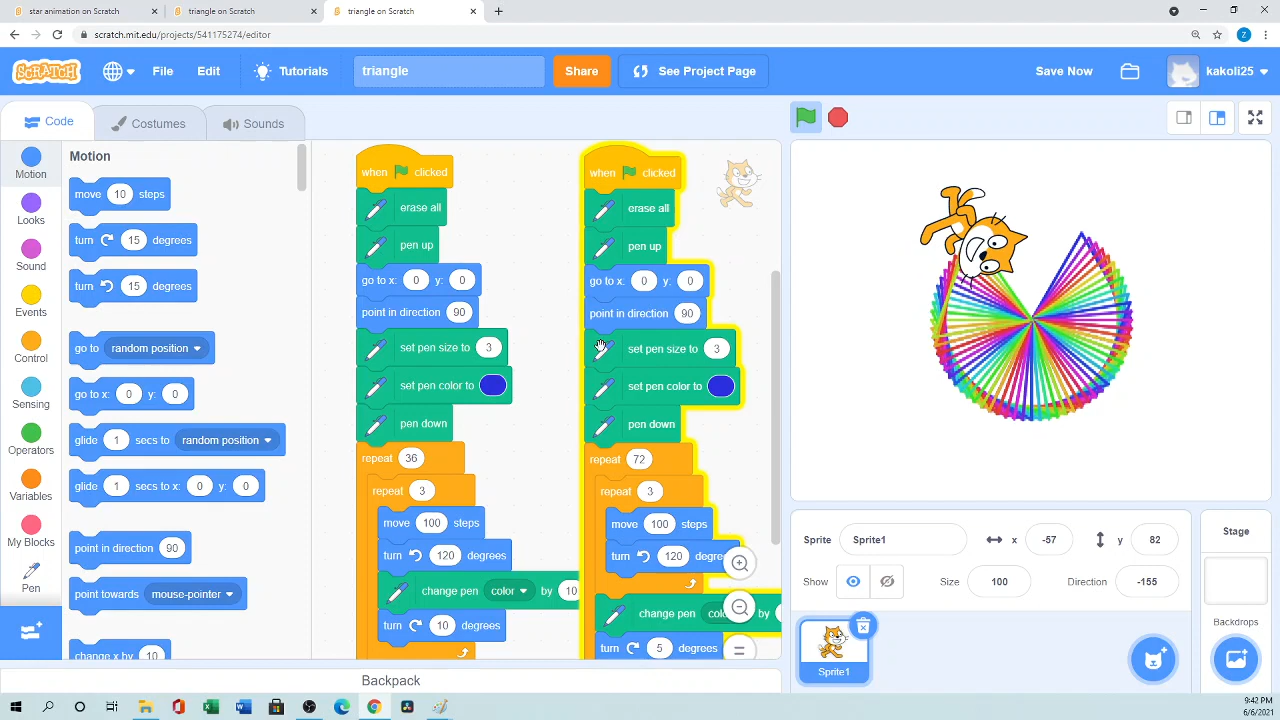 star animation on Scratch
triangle on Scratch
triangle on Scratch
scratch.mit.edu/projects/541175274/editor
Z
SCRATCH
File
Edit
Tutorials
triangle
Share
See Project Page
Save Now
kakoli25
Code
Costumes
Sounds
Motion
Looks
Sound
Events
Control
Sensing
Operators
Variables
My Blocks
Pen
Motion
move 10 steps
turn 15 degrees
turn 15 degrees
go to random position
go to x: 0 y: 0
glide 1 secs to random position
glide 1 secs to x: 0 y: 0
point in direction 90
point towards mouse-pointer
change x by 10
when clicked
erase all
pen up
go to x: 0 y: 0
point in direction 90
set pen size to 3
set pen color to
pen down
repeat 36
repeat 3
move 100 steps
turn 120 degrees
change pen color by 10
turn 10 degrees
when clicked
erase all
pen up
go to x: 0 y: 0
point in direction 90
set pen size to 3
set pen color to
pen down
repeat 72
repeat 3
move 100 steps
turn 120 degre
change pen colo by
turn 5 degrees
Backpack
Sprite Sprite1 x -57 y 82
Show Size 100 Direction -155
Sprite1
Stage
Backdrops
9:42 PM
6/6/2021